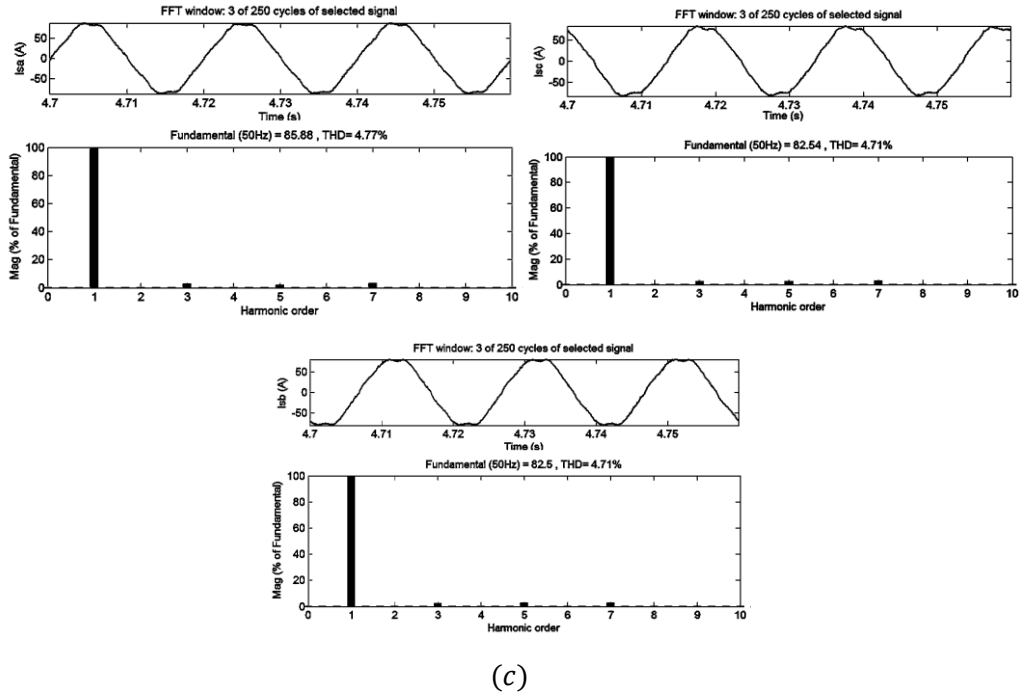 FFT window: 3 of 250 cycles of selected signal
Isa (A)
50
0
-50
4.7 4.71 4.72 4.73 4.74 4.75
Time (s)
Fundamental (50Hz) = 85.88 , THD= 4.77%
Mag (% of Fundamental)
100
80
60
40
20
0
0 1 2 3 4 5 6 7 8 9 10
Harmonic order
FFT window: 3 of 250 cycles of selected signal
Isc (A)
50
0
-50
4.7 4.71 4.72 4.73 4.74 4.75
Time (s)
Fundamental (50Hz) = 82.54 , THD= 4.71%
Mag (% of Fundamental)
100
80
60
40
20
0
0 1 2 3 4 5 6 7 8 9 10
Harmonic order
FFT window: 3 of 250 cycles of selected signal
Isb (A)
50
0
-50
4.7 4.71 4.72 4.73 4.74 4.75
Time (s)
Fundamental (50Hz) = 82.5 , THD= 4.71%
Mag (% of Fundamental)
100
80
60
40
20
0
0 1 2 3 4 5 6 7 8 9 10
Harmonic order
(c)